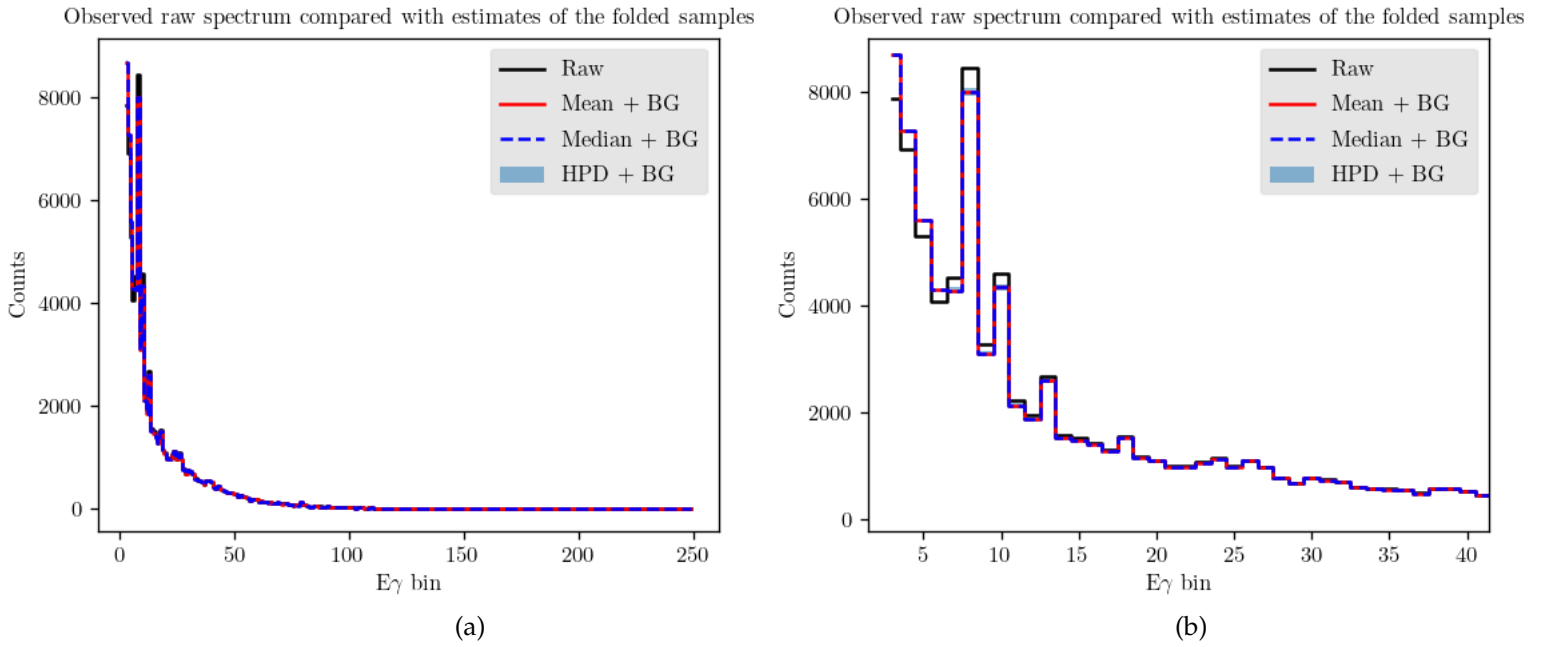 Observed raw spectrum compared with estimates of the folded samples
Raw
Mean + BG
Median + BG
HPD + BG
8000
6000
4000
2000
0
Counts
0 50 100 150 200 250
Eγ bin
(a)
Observed raw spectrum compared with estimates of the folded samples
Raw
Mean + BG
Median + BG
HPD + BG
8000
6000
4000
2000
0
Counts
5 10 15 20 25 30 35 40
Eγ bin
(b)